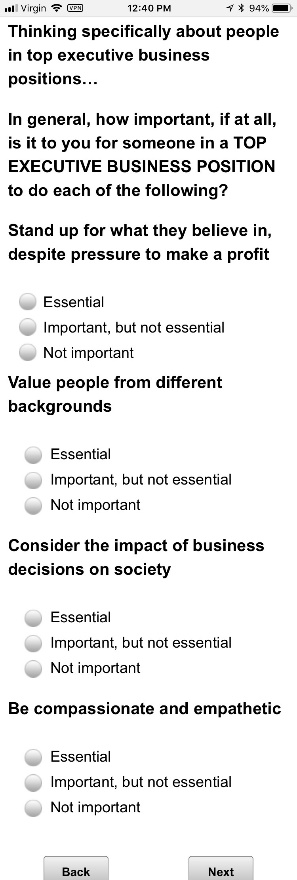 Virgin VPN 12:40 PM 94%
Thinking specifically about people
in top executive business
positions...
In general, how important, if at all,
is it to you for someone in a TOP
EXECUTIVE BUSINESS POSITION
to do each of the following?
Stand up for what they believe in,
despite pressure to make a profit
Essential
Important, but not essential
Not important
Value people from different
backgrounds
Essential
Important, but not essential
Not important
Consider the impact of business
decisions on society
Essential
Important, but not essential
Not important
Be compassionate and empathetic
Essential
Important, but not essential
Not important
Back Next